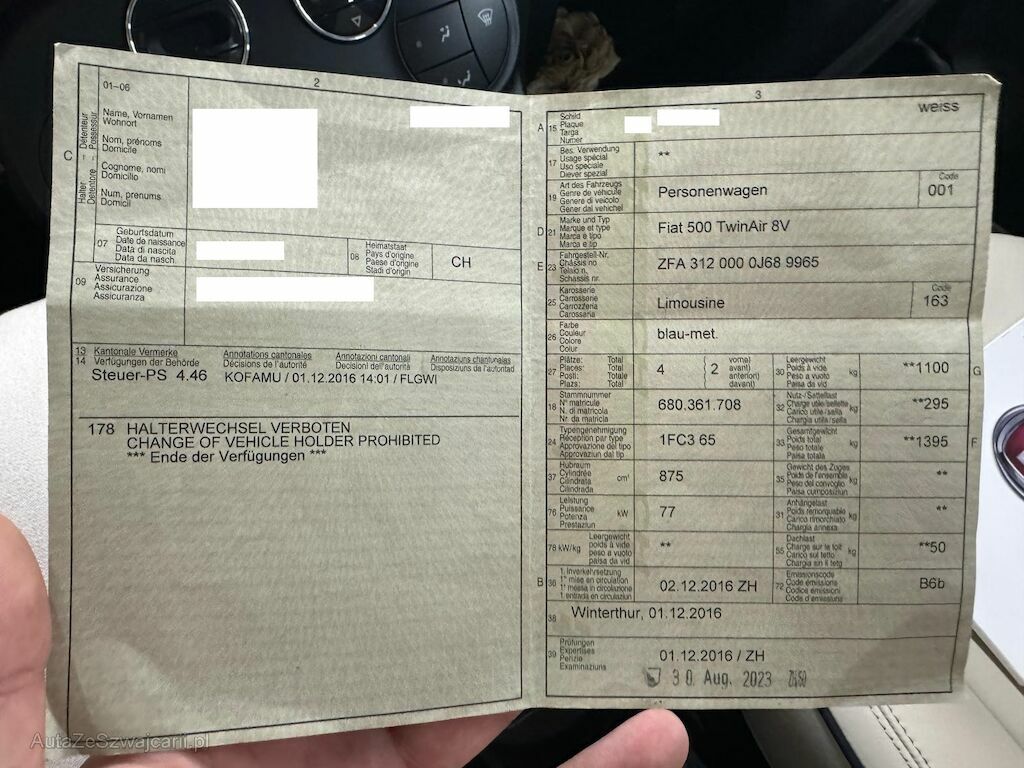 2
01–06
C
Détenteur Possesseur
Halter Detentore
Name, Vornamen
Wohnort
Nom, prénoms
Domicile
Cognome, nomi
Domicilio
Num, prenums
Domicil
07
Geburtsdatum
Date de naissance
Data di nascita
Data da nasch.
08
Heimatstaat
Pays d'origine
Paese d'origine
Stadi d'origin
CH
09
Versicherung
Assurance
Assicurazione
Assicuranza
13 Kantonale Vermerke
14 Verfügungen der Behörde
Annotations cantonales
Décisions de l'autorité
Annotazioni cantonali
Decisioni dell'autorità
Annotaziuns chantunalas
Disposiziuns da l'autoritad
Steuer-PS 4.46 KOFAMU / 01.12.2016 14:01 / FLGWI
178 HALTERWECHSEL VERBOTEN
CHANGE OF VEHICLE HOLDER PROHIBITED
*** Ende der Verfügungen ***
3
weiss
A 15
Schild
Plaque
Targa
Numer
17
Bes. Verwendung
Usage spécial
Uso speciale
Diever spezial
**
19
Art des Fahrzeugs
Genre de véhicule
Genere di veicolo
Gener dal vehichel
Personenwagen
Code
001
D 21
Marke und Typ
Marque et type
Marca e tipo
Marca e tip
Fiat 500 TwinAir 8V
E 23
Fahrgestell-Nr.
Châssis no
Telaio n.
Schassis nr.
ZFA 312 000 0J68 9965
25
Karosserie
Carrosserie
Carrozzeria
Carossaria
Limousine
Code
163
26
Farbe
Couleur
Colore
Colur
blau-met.
27
Plätze: Total
Places: Total
Posti: Totale
Plazs: Total
4
2
vorne)
avant)
anteriori)
davant)
30
Leergewicht
Poids à vide
Peso a vuoto
Paisa da vid
kg
**1100
G
18
Stammnummer
N° matricule
N. di matricola
Nr. da matricla
680.361.708
32
Nutz-/Sattellast
Charge utile/sellette
Carico utile/sella
Chargia utila/sella
kg
**295
24
Typengenehmigung
Réception par type
Approvazione del tipo
Approvaziun dal tip
1FC3 65
33
Gesamtgewicht
Poids total
Peso totale
Paisa totala
kg
**1395
F
37
Hubraum
Cylindrée
Cilindrata
Cilindrada
cm³
875
35
Gewicht des Zuges
Poids de l'ensemble
Peso del convoglio
Paisa cumposiziun
kg
**
76
Leistung
Puissance
Potenza
Prestaziun
kW
77
31
Anhängelast
Poids remorquable
Carico rimorchiato
Chargia annexa
kg
**
78 kW/kg
Leergewicht
poids à vide
peso a vuoto
paisa da vid
**
55
Dachlast
Charge sur le toit
Carico sul tetto
Chargia sin il tetg
kg
**50
B 36
1. Inverkehrsetzung
1re mise en circulation
1a messa in circolazione
1. entrada en circulaziun
02.12.2016 ZH
72
Emissionscode
Code émissions
Codice emissioni
Code d'emissiuns
B6b
38
Winterthur, 01.12.2016
39
Prüfungen
Expertises
Perizie
Examinaziuns
01.12.2016 / ZH
30. Aug. 2023
AutaZeSzwajcarii.pl